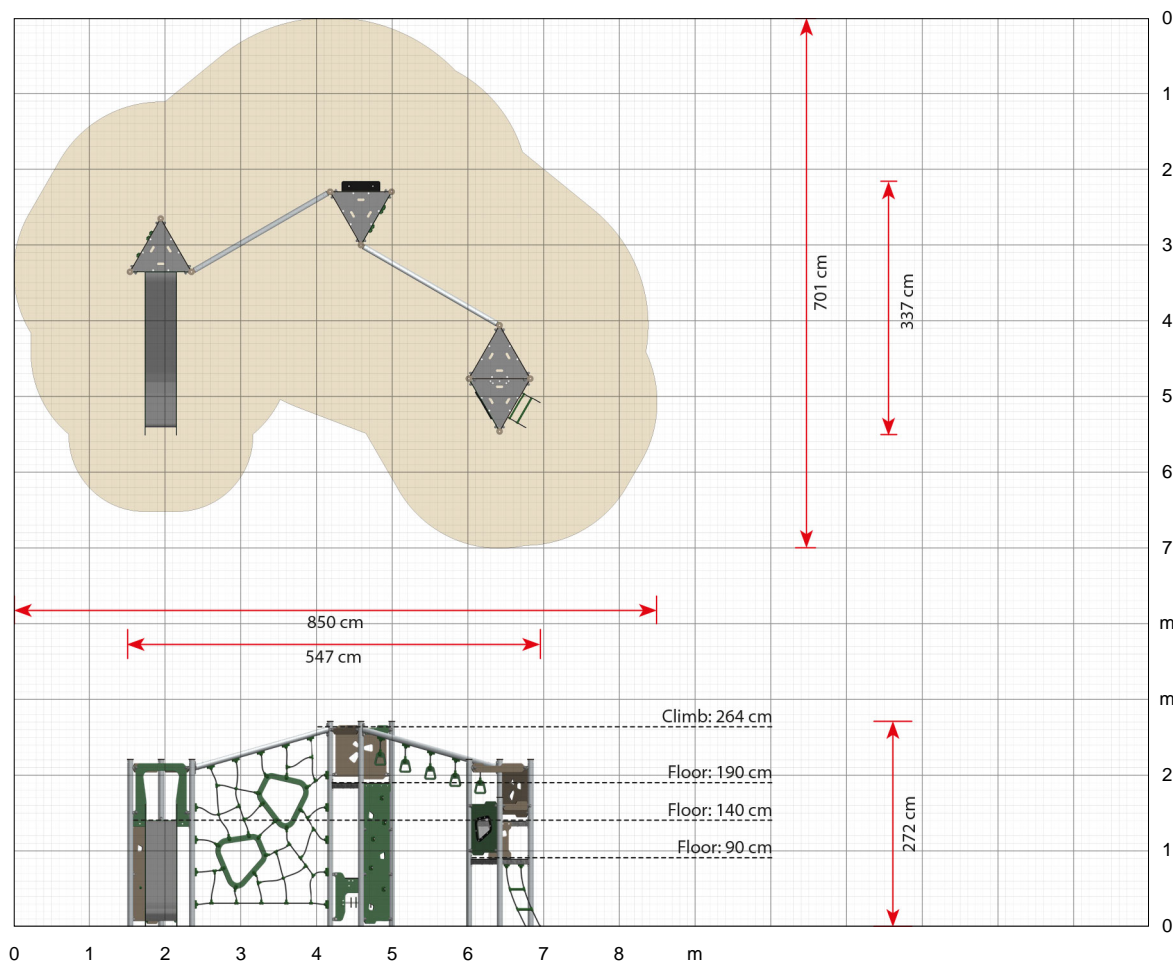 0
1
2
3
4
5
6
7
m
701 cm
337 cm
850 cm
547 cm
m
2
1
0
Climb: 264 cm
Floor: 190 cm
Floor: 140 cm
Floor: 90 cm
272 cm
0 1 2 3 4 5 6 7 8 m